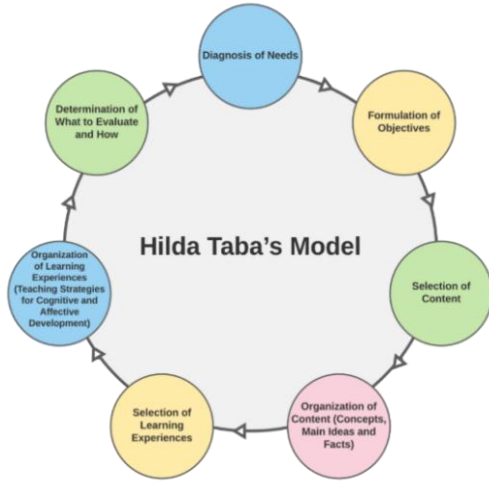 Diagnosis of Needs
Formulation of
Objectives
Selection of
Content
Organization of
Content (Concepts,
Main Ideas and
Facts)
Selection of
Learning
Experiences
Organization
of Learning
Experiences
(Teaching Strategies
for Cognitive and
Affective
Development)
Determination of
What to Evaluate
and How
Hilda Taba's Model